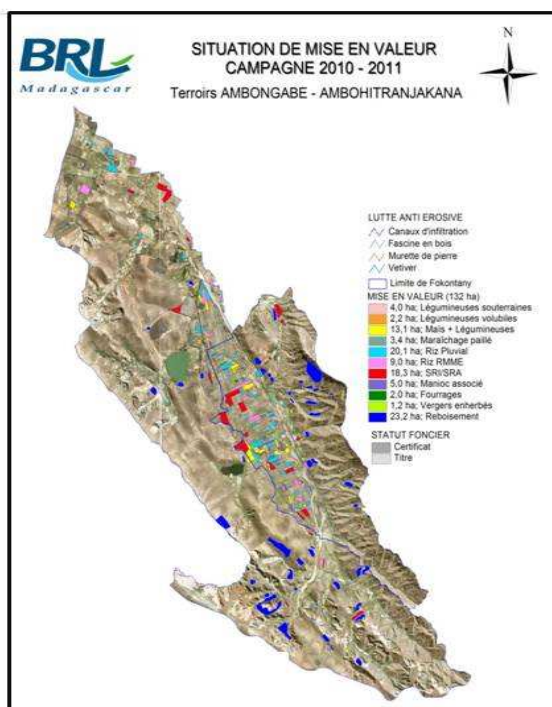 BRL
Madagascar
SITUATION DE MISE EN VALEUR
CAMPAGNE 2010 - 2011
Terroirs AMBONGABE - AMBOHITRANJAKANA
N
LUTTE ANTI EROSIVE
Canaux d'infiltration
Fascine en bois
Murette de pierre
Vetiver
Limite de Fokontany
MISE EN VALEUR (132 ha)
4,0 ha; Légumineuses souterraines
2,2 ha; Légumineuses volubiles
13,1 ha; Maïs + Légumineuses
3,4 ha; Maraîchage paillé
20,1 ha; Riz Pluvial
9,0 ha; Riz RMME
18,3 ha; SRI/SRA
5,0 ha; Manioc associé
2,0 ha; Fourrages
1,2 ha; Vergers enherbés
23,2 ha; Reboisement
STATUT FONCIER
Certificat
Titre